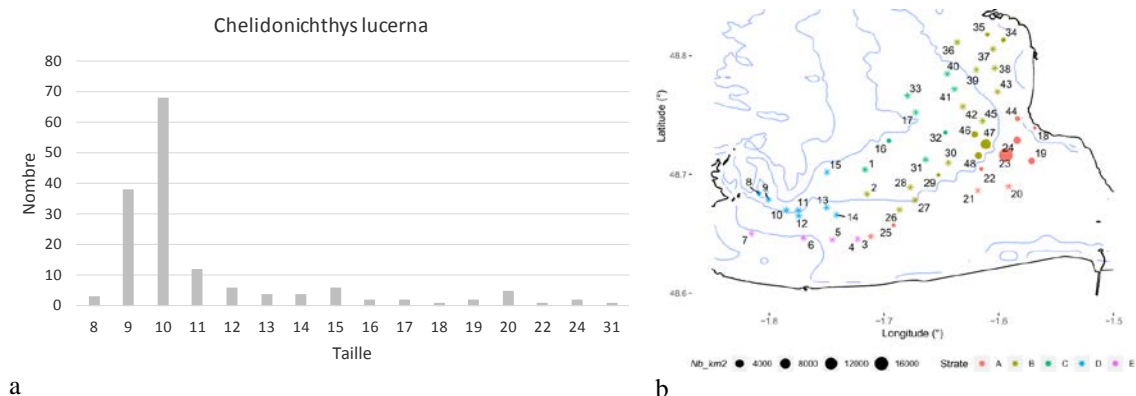 Chelidonichthys lucerna
80
70
60
50
40
30
20
10
0
Nombre
8 9 10 11 12 13 14 15 16 17 18 19 20 22 24 31
Taille
a
48.8
48.7
48.6
Latitude (°)
35 34
36 37
40 38
39
33 41 43
17 42 45 44
46 47 18
32
16 24
30 48 23 19
15 1 31
22
28 29
8 9 2 21 20
13 27
11
10 14 26
12
5 25
7 6 4 3
−1.8 −1.7 −1.6 −1.5
Longitude (°)
Nb_km2 4000 8000 12000 16000 Strate A B C D E
b